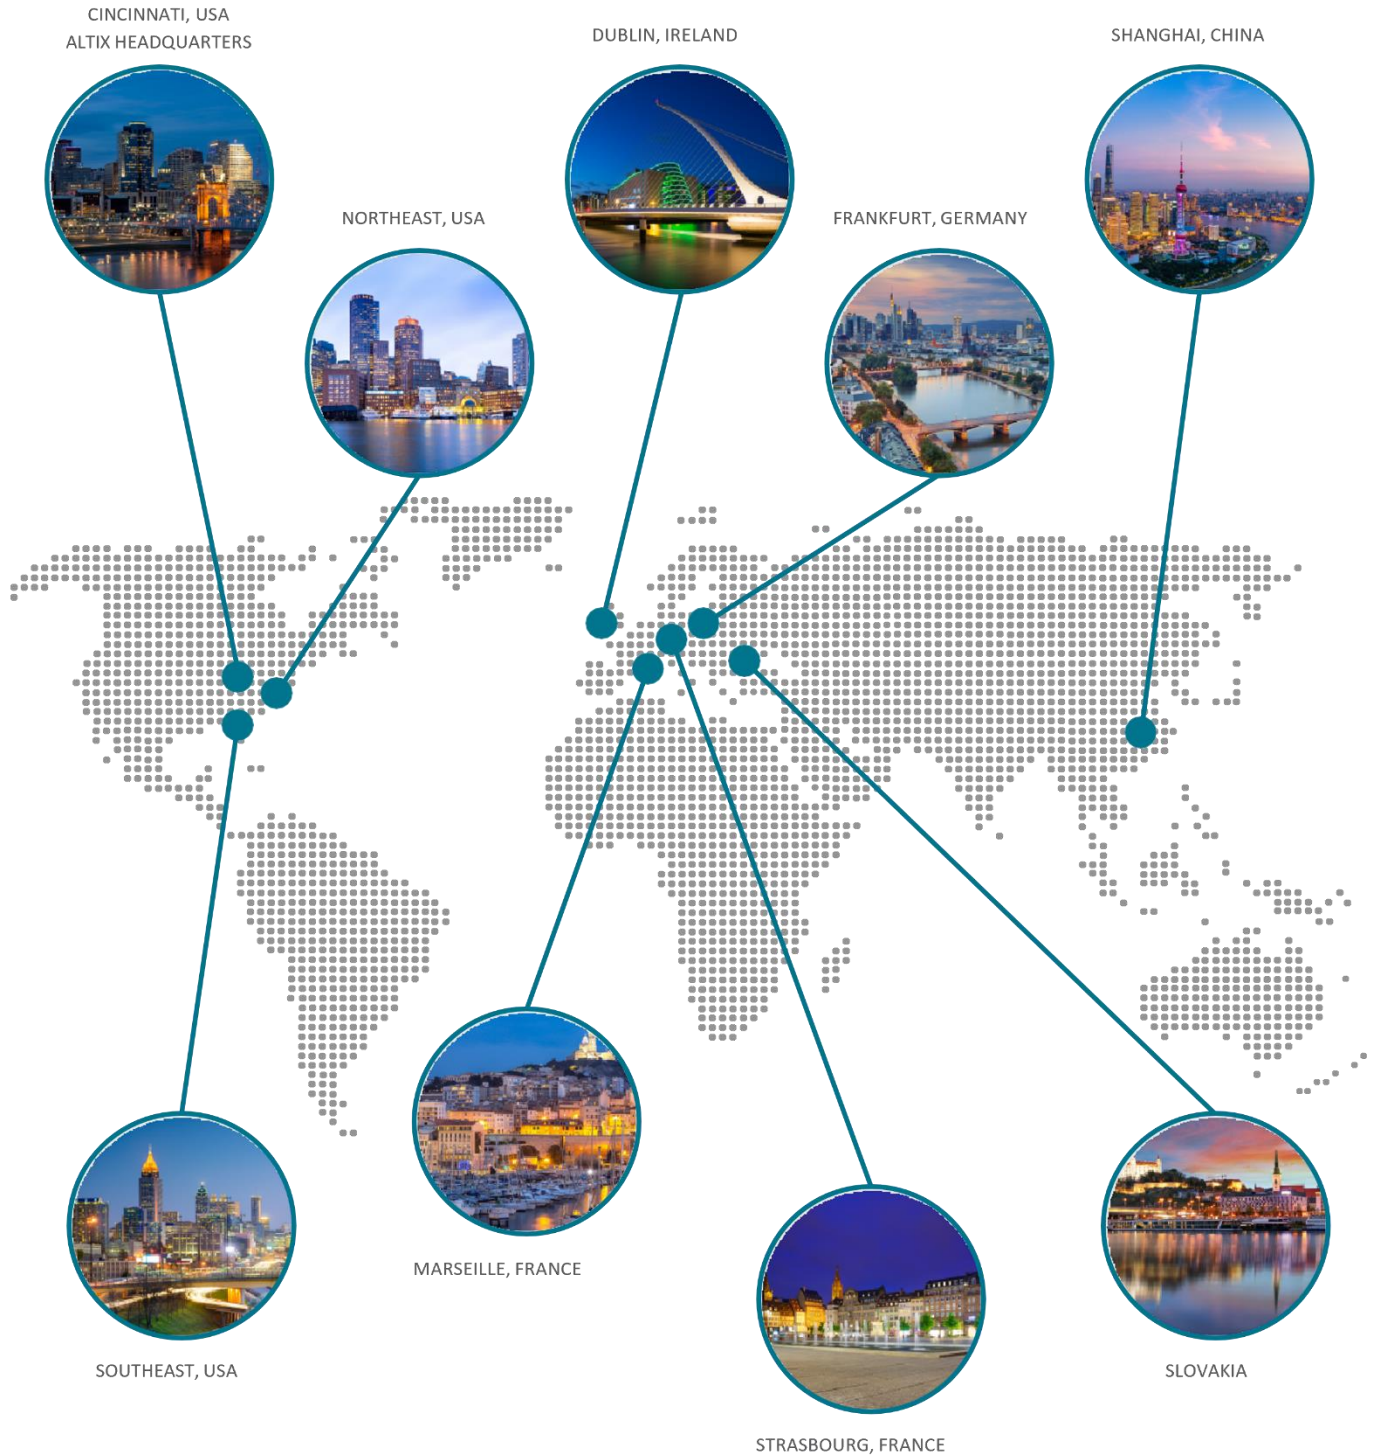 CINCINNATI, USA
ALTIX HEADQUARTERS
DUBLIN, IRELAND
SHANGHAI, CHINA
NORTHEAST, USA
FRANKFURT, GERMANY
MARSEILLE, FRANCE
SOUTHEAST, USA
SLOVAKIA
STRASBOURG, FRANCE